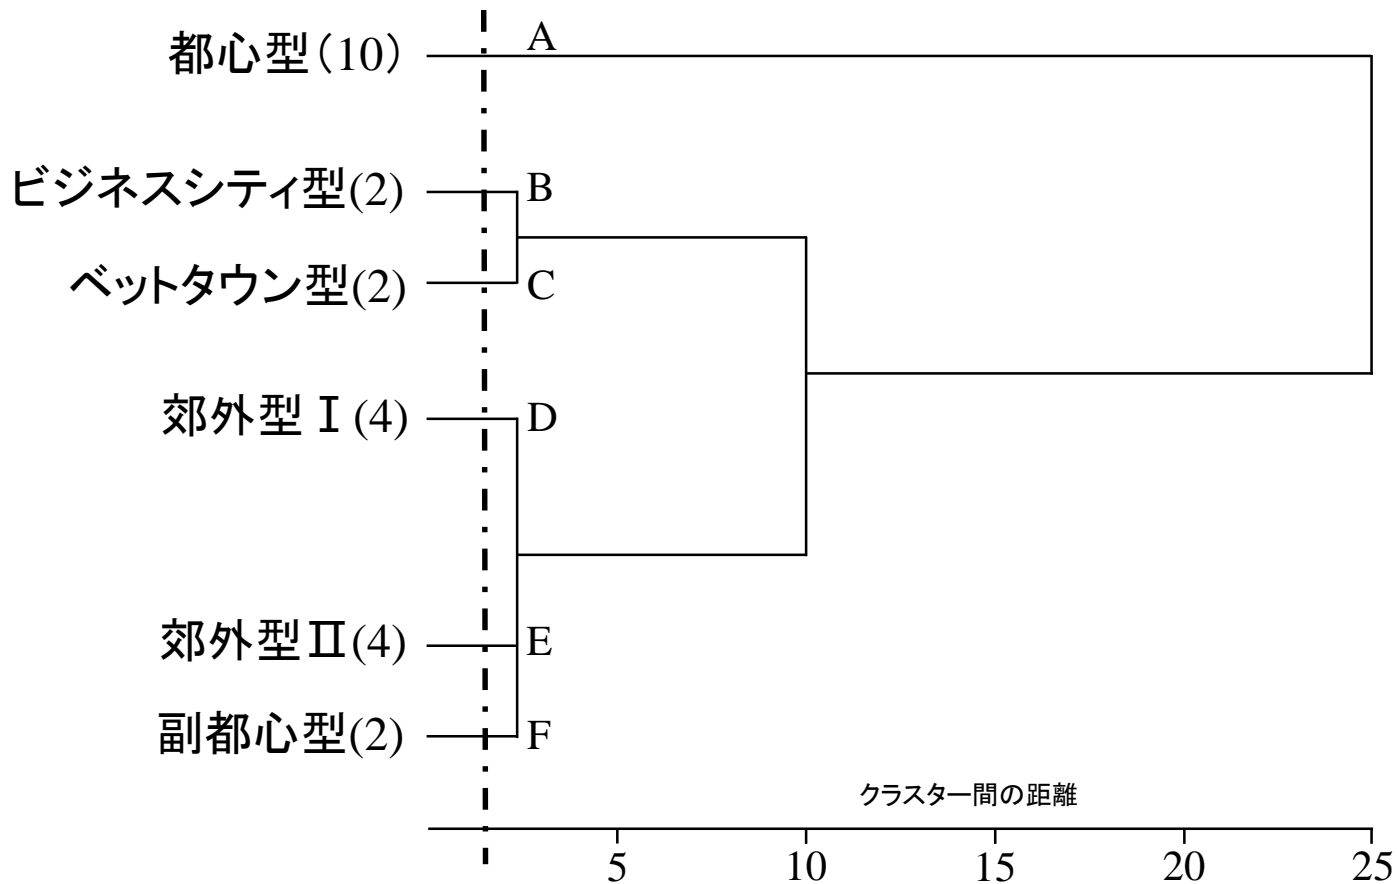 都心型（10） A
ビジネスシティ型(2) B
ベットタウン型(2) C
郊外型Ⅰ(4) D
郊外型Ⅱ(4) E
副都心型(2) F
クラスター間の距離
5 10 15 20 25